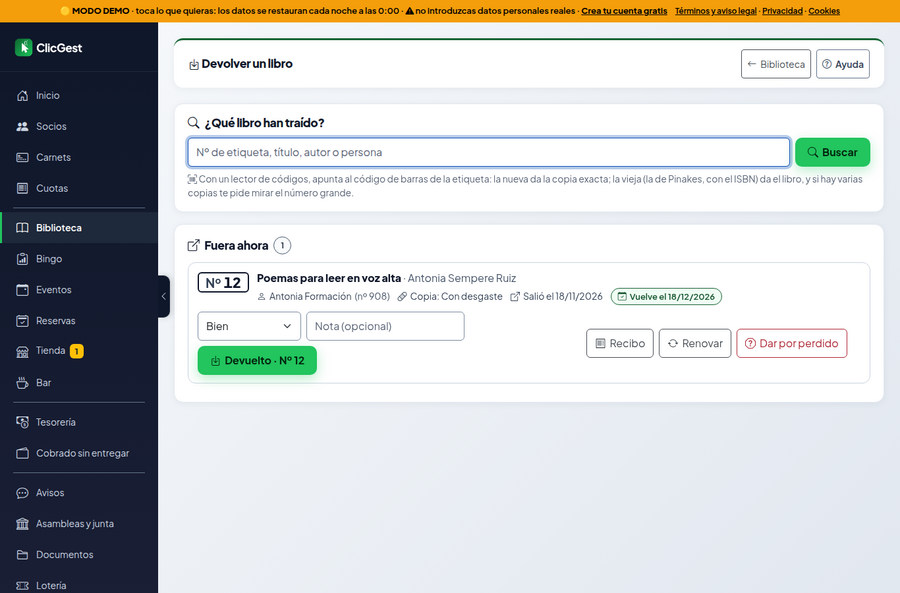 MODO DEMO · toca lo que quieras: los datos se restauran cada noche a las 0:00 · no introduzcas datos personales reales · Crea tu cuenta gratis Términos y aviso legal · Privacidad · Cookies
ClicGest
Inicio
Socios
Carnets
Cuotas
Biblioteca
Bingo
Eventos
Reservas
Tienda 1
Bar
Tesorería
Cobrado sin entregar
Avisos
Asambleas y junta
Documentos
Lotería
Devolver un libro
Biblioteca
Ayuda
¿Qué libro han traído?
Nº de etiqueta, título, autor o persona
Buscar
Con un lector de códigos, apunta al código de barras de la etiqueta: la nueva da la copia exacta; la vieja (la de Pinakes, con el ISBN) da el libro, y si hay varias
copias te pide mirar el número grande.
Fuera ahora 1
Nº 12 Poemas para leer en voz alta · Antonia Sempere Ruiz
Antonia Formación (nº 908) Copia: Con desgaste Salió el 18/11/2026 Vuelve el 18/12/2026
Bien
Nota (opcional)
Devuelto · Nº 12
Recibo
Renovar
Dar por perdido